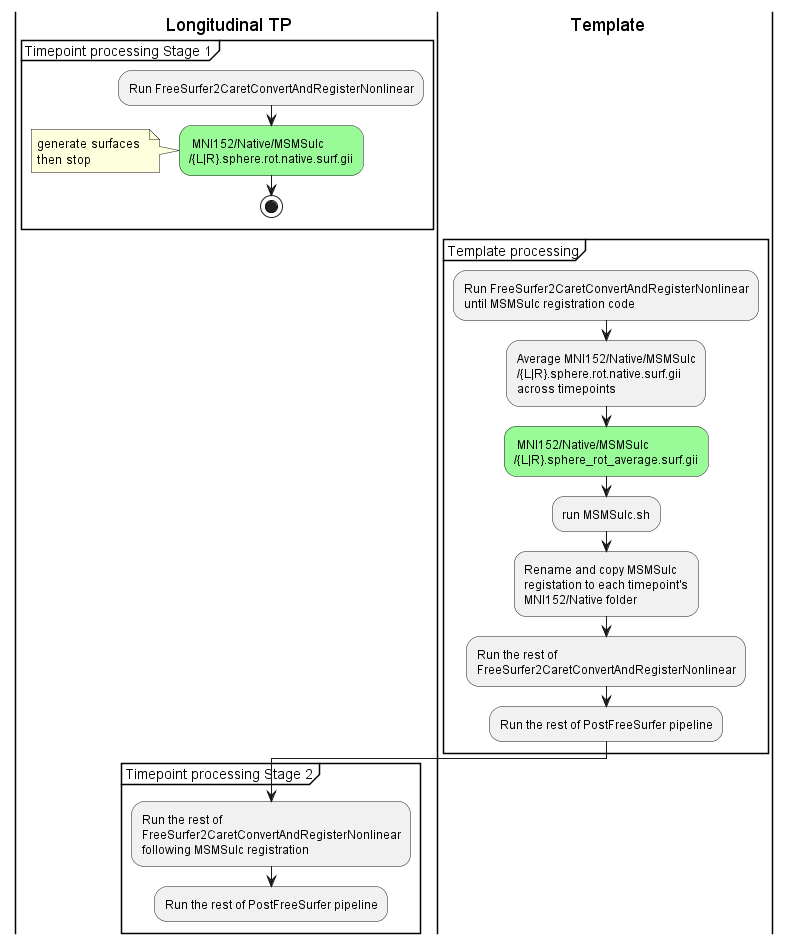 Longitudinal TP
Template
Timepoint processing Stage 1
Run FreeSurfer2CaretConvertAndRegisterNonlinear
generate surfaces
then stop
MNI152/Native/MSMSulc
/{L|R}.sphere.rot.native.surf.gii
Template processing
Run FreeSurfer2CaretConvertAndRegisterNonlinear
until MSMSulc registration code
Average MNI152/Native/MSMSulc
/{L|R}.sphere.rot.native.surf.gii
across timepoints
MNI152/Native/MSMSulc
/{L|R}.sphere_rot_average.surf.gii
run MSMSulc.sh
Rename and copy MSMSulc
registation to each timepoint's
MNI152/Native folder
Run the rest of
FreeSurfer2CaretConvertAndRegisterNonlinear
Run the rest of PostFreeSurfer pipeline
Timepoint processing Stage 2
Run the rest of
FreeSurfer2CaretConvertAndRegisterNonlinear
following MSMSulc registration
Run the rest of PostFreeSurfer pipeline